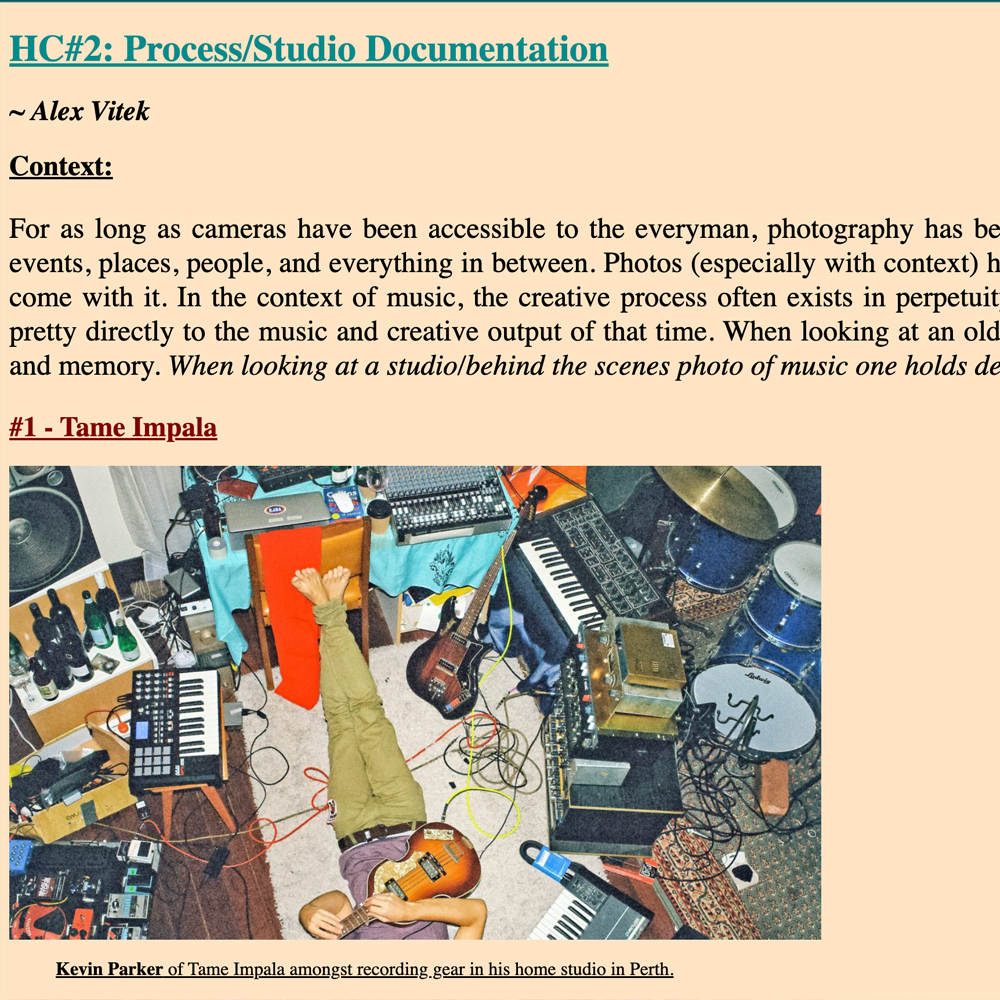 HC#2: Process/Studio Documentation
~ Alex Vitek
Context:
For as long as cameras have been accessible to the everyman, photography has be
events, places, people, and everything in between. Photos (especially with context) h
come with it. In the context of music, the creative process often exists in perpetuit
pretty directly to the music and creative output of that time. When looking at an old
and memory. When looking at a studio/behind the scenes photo of music one holds de
#1 - Tame Impala
Ludwig
Kevin Parker of Tame Impala amongst recording gear in his home studio in Perth.